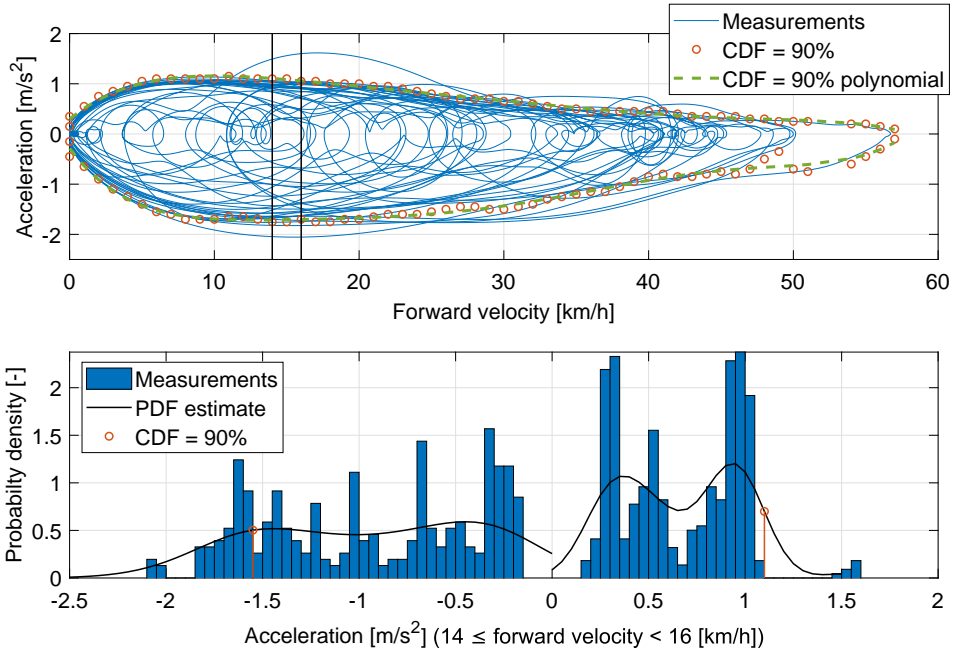 Measurements
CDF = 90%
CDF = 90% polynomial
Acceleration [m/s²]
2
1
0
-1
-2
0 10 20 30 40 50 60
Forward velocity [km/h]
Measurements
PDF estimate
CDF = 90%
Probabilty density [-]
2
1.5
1
0.5
0
-2.5 -2 -1.5 -1 -0.5 0 0.5 1 1.5 2
Acceleration [m/s²] (14 ≤ forward velocity < 16 [km/h])